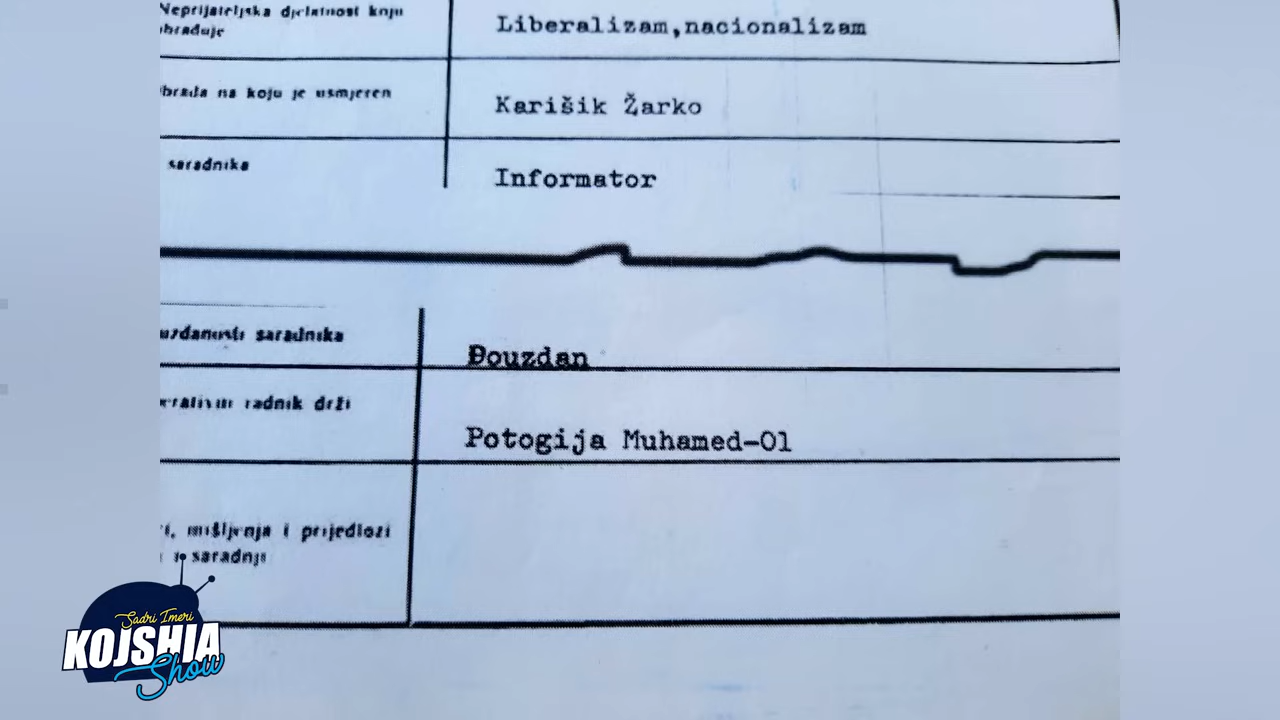 Neprijateljska djelatnost koju
obrađuje
Liberalizam,nacionalizam
brada na koju je usmjeren
Karišik Žarko
saradnika
Informator
uzdanosti saradnika
Pouzdan
erativni radnik drži
Potogija Muhamed-Ol
i, mišljenja i prijedlozi
saradnji
Sadri Imeri
KOJSHIA
Show